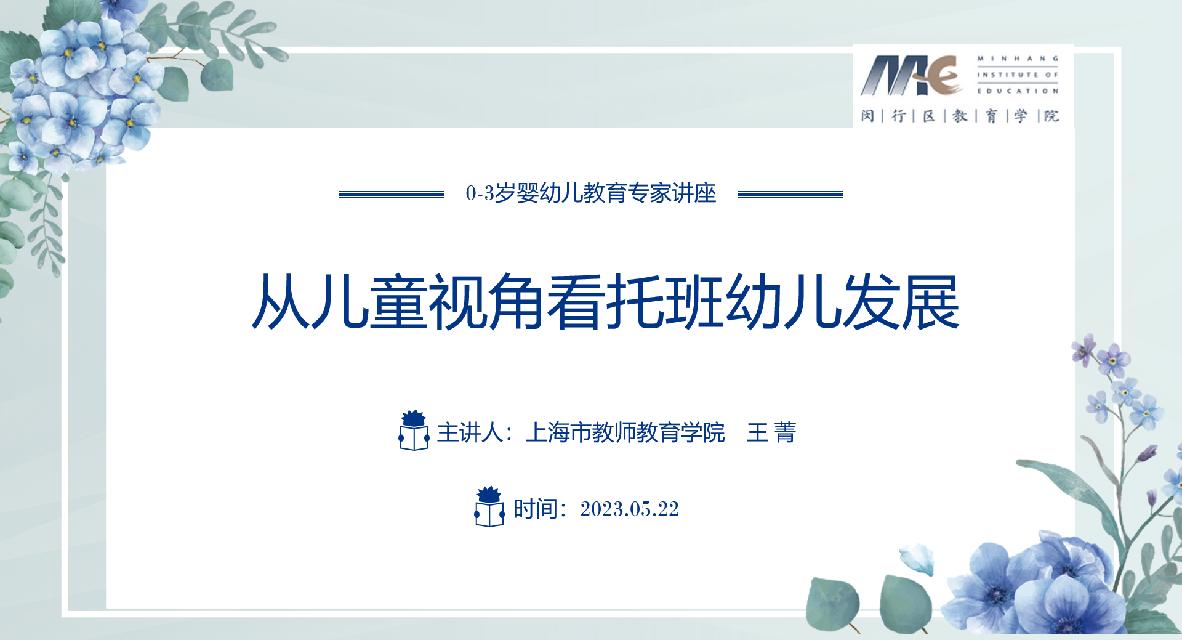 MINHANG
INSTITUTE OF
EDUCATION
闵|行|区|教|育|学|院
0-3岁婴幼儿教育专家讲座
从儿童视角看托班幼儿发展
主讲人：上海市教师教育学院 王 菁
时间：2023.05.22